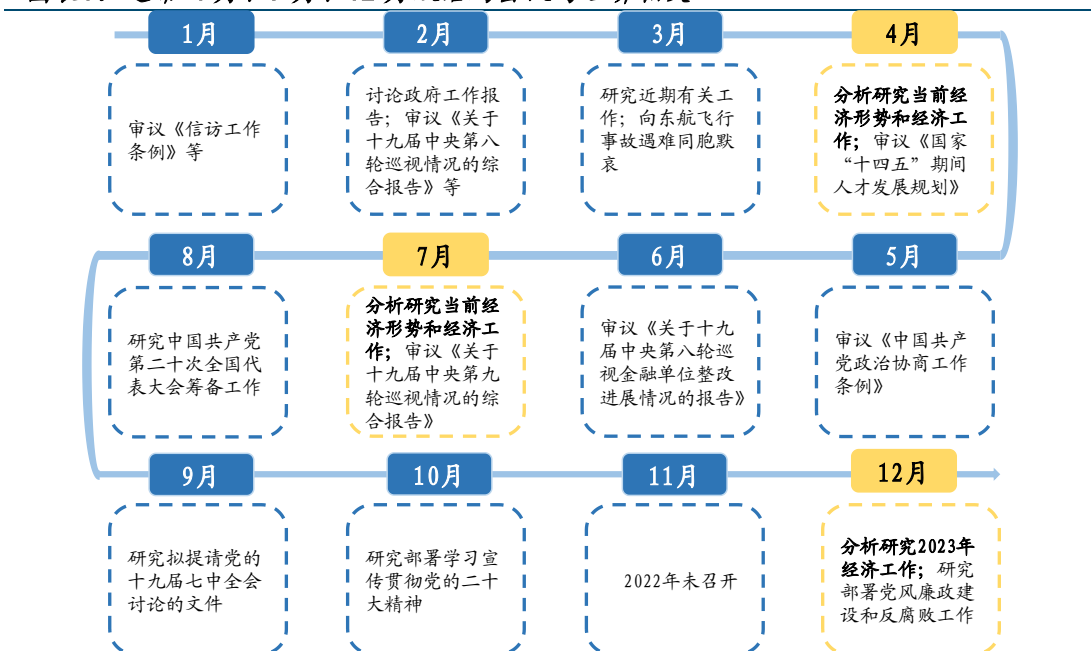 1月
审议《信访工作
条例》等
2月
讨论政府工作报
告；审议《关于
十九届中央第八
轮巡视情况的综
合报告》等
3月
研究近期有关工
作；向东航飞行
事故遇难同胞默
哀
4月
分析研究当前经
济形势和经济工
作；审议《国家
“十四五”期间
人才发展规划》
8月
研究中国共产党
第二十次全国代
表大会筹备工作
7月
分析研究当前经
济形势和经济工
作；审议《关于
十九届中央第九
轮巡视情况的综
合报告》
6月
审议《关于十九
届中央第八轮巡
视金融单位整改
进展情况的报告》
5月
审议《中国共产
党政治协商工作
条例》
9月
研究拟提请党的
十九届七中全会
讨论的文件
10月
研究部署学习宣
传贯彻党的二十
大精神
11月
2022年未召开
12月
分析研究2023年
经济工作；研究
部署党风廉政建
设和反腐败工作